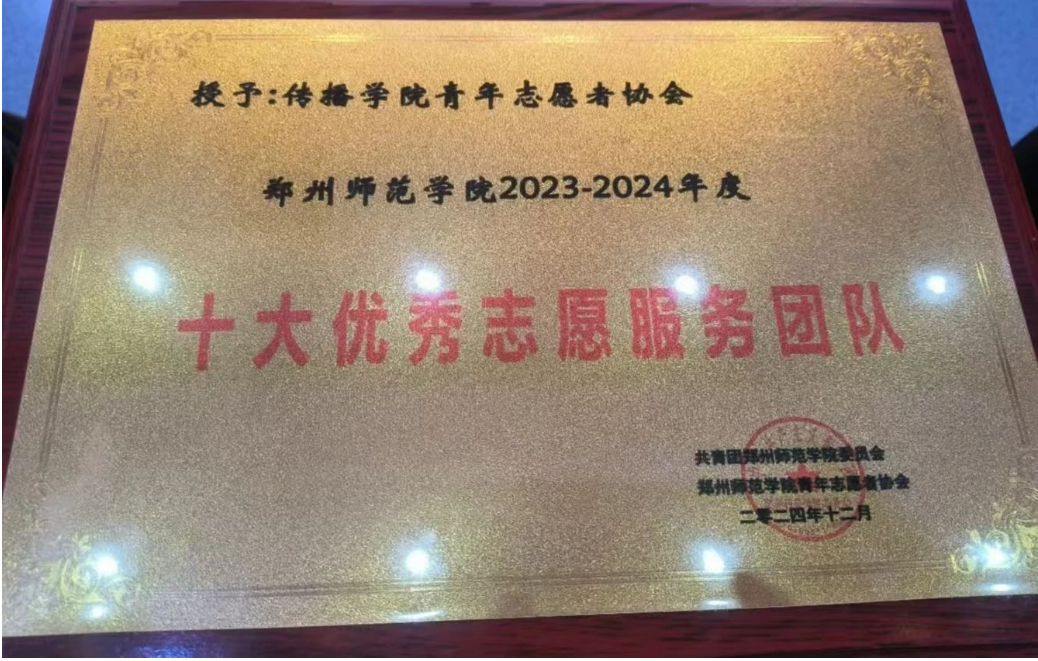 授予:传播学院青年志愿者协会
郑州师范学院2023-2024年度
十大优秀志愿服务团队
共青团郑州师范学院委员会
郑州师范学院青年志愿者协会
二零二四年十二月